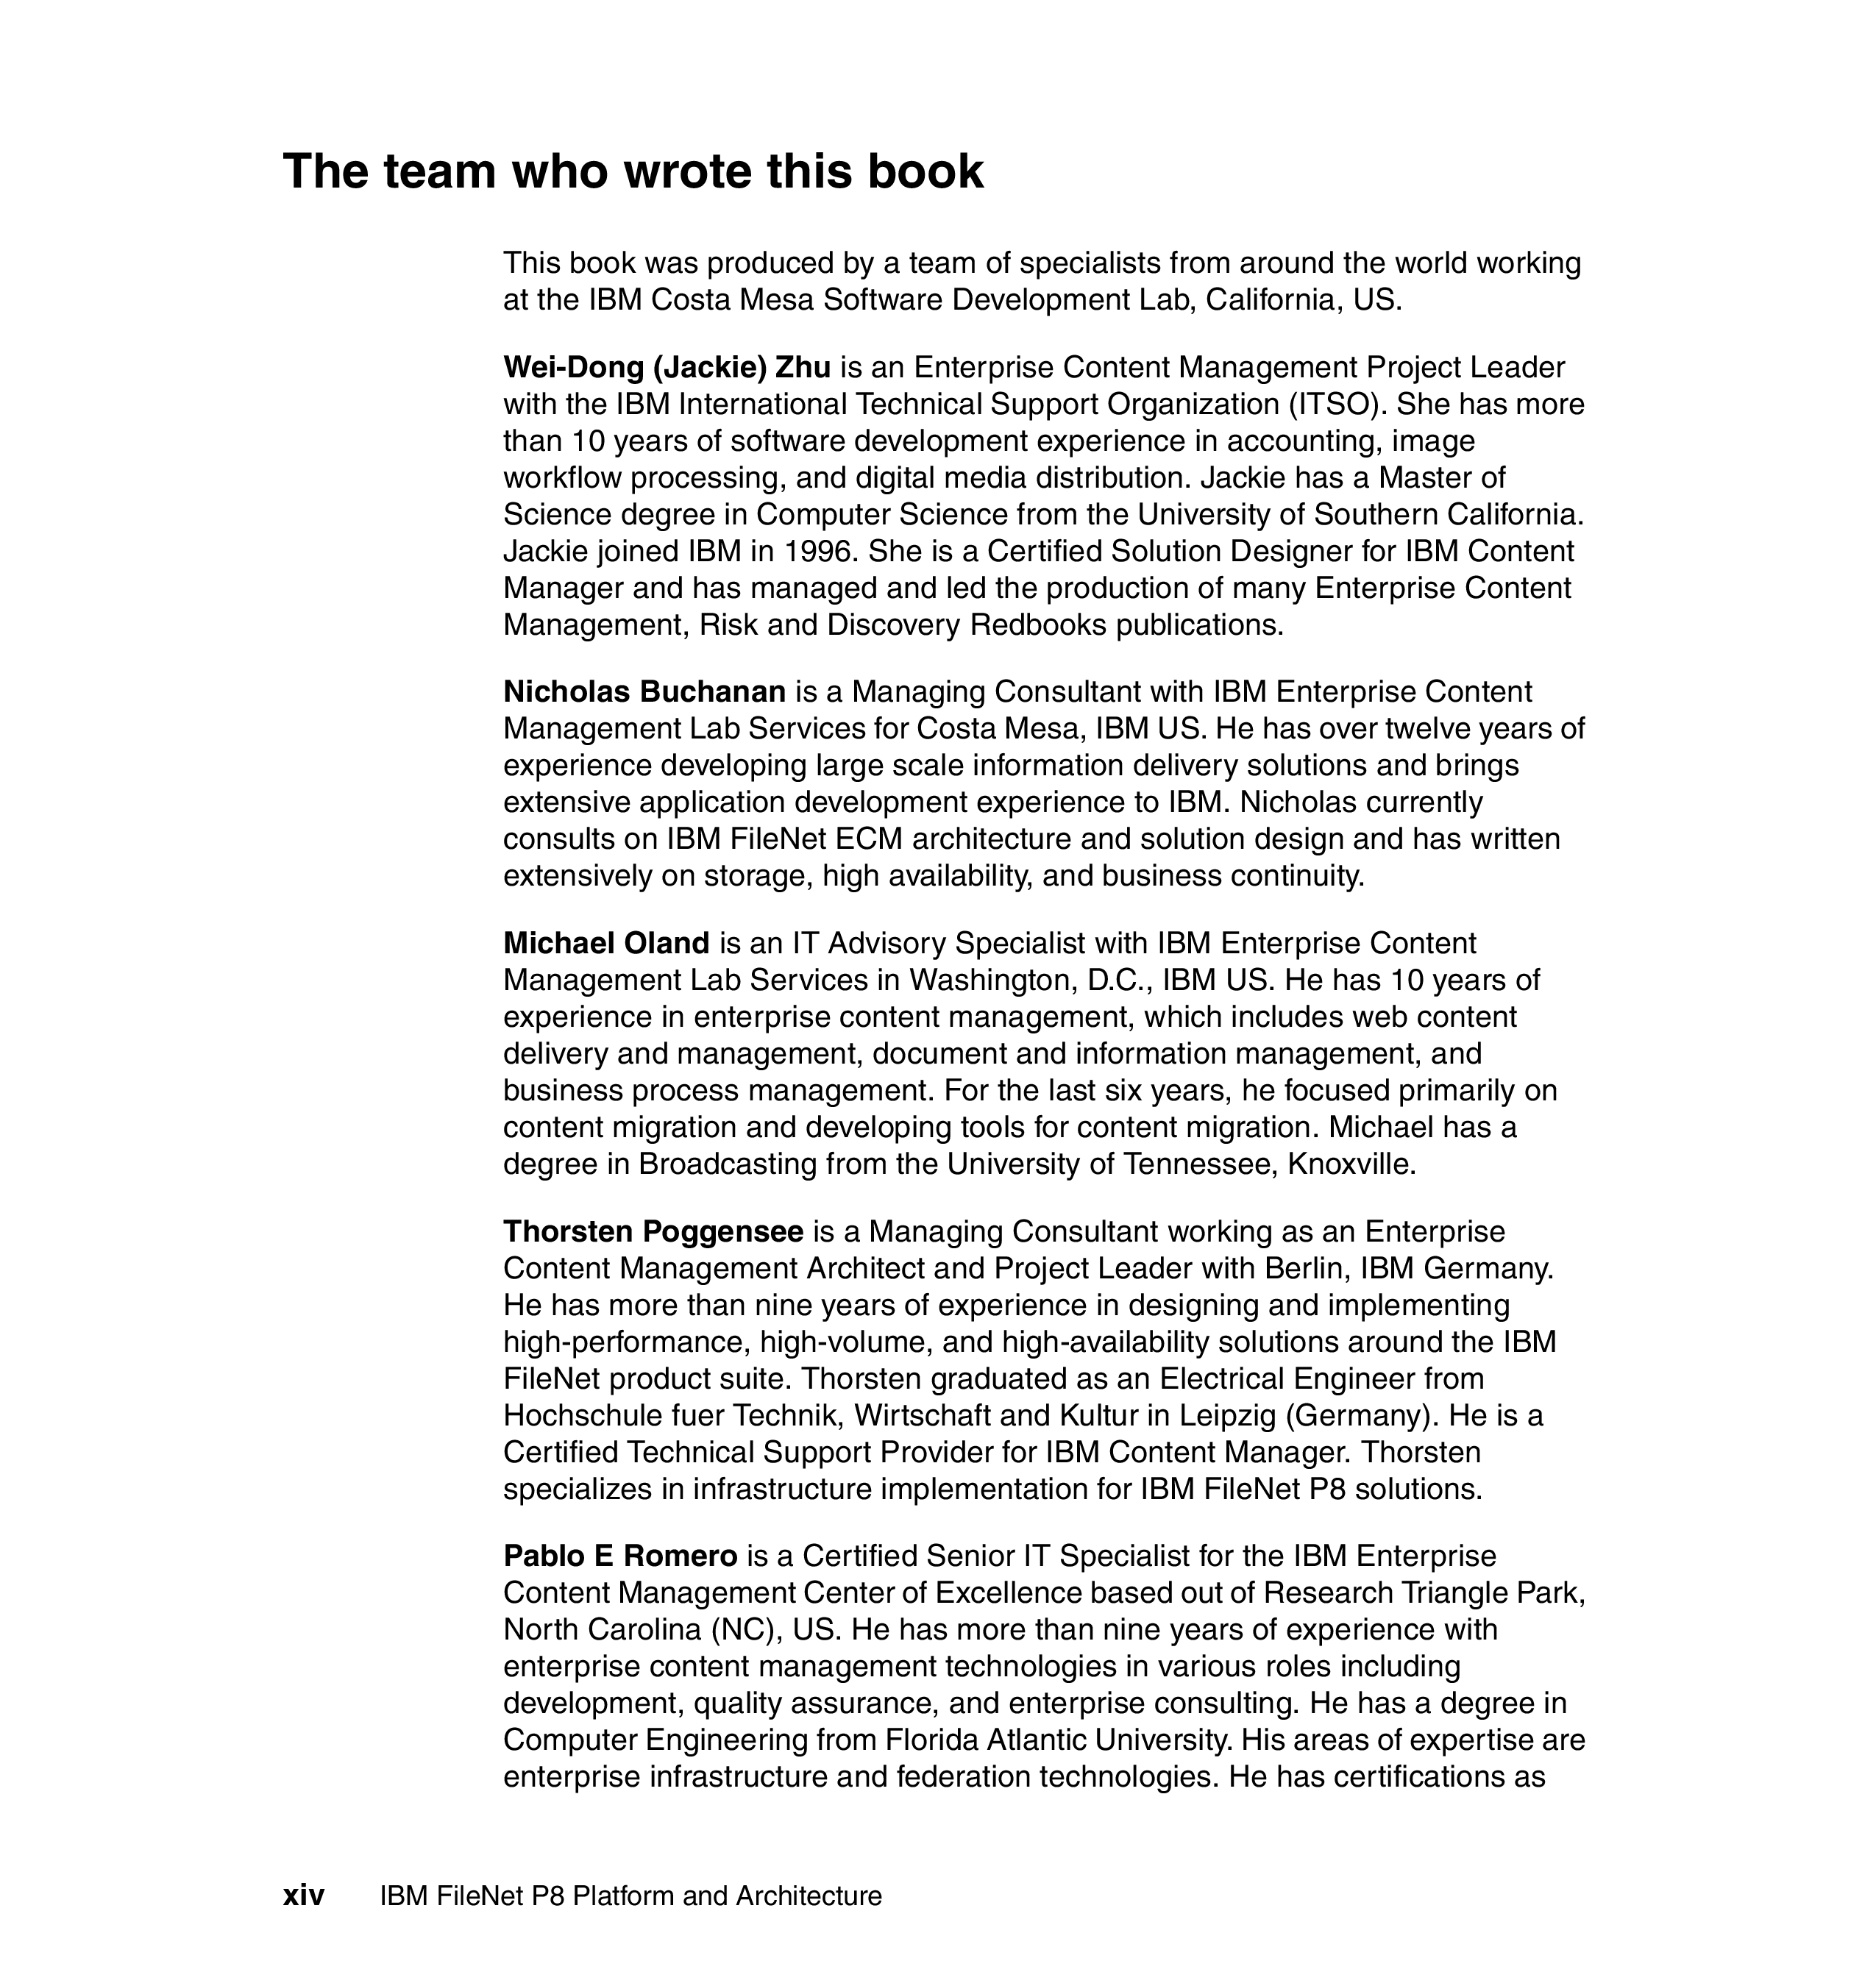 The team who wrote this book
This book was produced by a team of specialists from around the world working
at the IBM Costa Mesa Software Development Lab, California, US.
Wei-Dong (Jackie) Zhu is an Enterprise Content Management Project Leader
with the IBM International Technical Support Organization (ITSO). She has more
than 10 years of software development experience in accounting, image
workflow processing, and digital media distribution. Jackie has a Master of
Science degree in Computer Science from the University of Southern California.
Jackie joined IBM in 1996. She is a Certified Solution Designer for IBM Content
Manager and has managed and led the production of many Enterprise Content
Management, Risk and Discovery Redbooks publications.
Nicholas Buchanan is a Managing Consultant with IBM Enterprise Content
Management Lab Services for Costa Mesa, IBM US. He has over twelve years of
experience developing large scale information delivery solutions and brings
extensive application development experience to IBM. Nicholas currently
consults on IBM FileNet ECM architecture and solution design and has written
extensively on storage, high availability, and business continuity.
Michael Oland is an IT Advisory Specialist with IBM Enterprise Content
Management Lab Services in Washington, D.C., IBM US. He has 10 years of
experience in enterprise content management, which includes web content
delivery and management, document and information management, and
business process management. For the last six years, he focused primarily on
content migration and developing tools for content migration. Michael has a
degree in Broadcasting from the University of Tennessee, Knoxville.
Thorsten Poggensee is a Managing Consultant working as an Enterprise
Content Management Architect and Project Leader with Berlin, IBM Germany.
He has more than nine years of experience in designing and implementing
high-performance, high-volume, and high-availability solutions around the IBM
FileNet product suite. Thorsten graduated as an Electrical Engineer from
Hochschule fuer Technik, Wirtschaft and Kultur in Leipzig (Germany). He is a
Certified Technical Support Provider for IBM Content Manager. Thorsten
specializes in infrastructure implementation for IBM FileNet P8 solutions.
Pablo E Romero is a Certified Senior IT Specialist for the IBM Enterprise
Content Management Center of Excellence based out of Research Triangle Park,
North Carolina (NC), US. He has more than nine years of experience with
enterprise content management technologies in various roles including
development, quality assurance, and enterprise consulting. He has a degree in
Computer Engineering from Florida Atlantic University. His areas of expertise are
enterprise infrastructure and federation technologies. He has certifications as
xiv IBM FileNet P8 Platform and Architecture